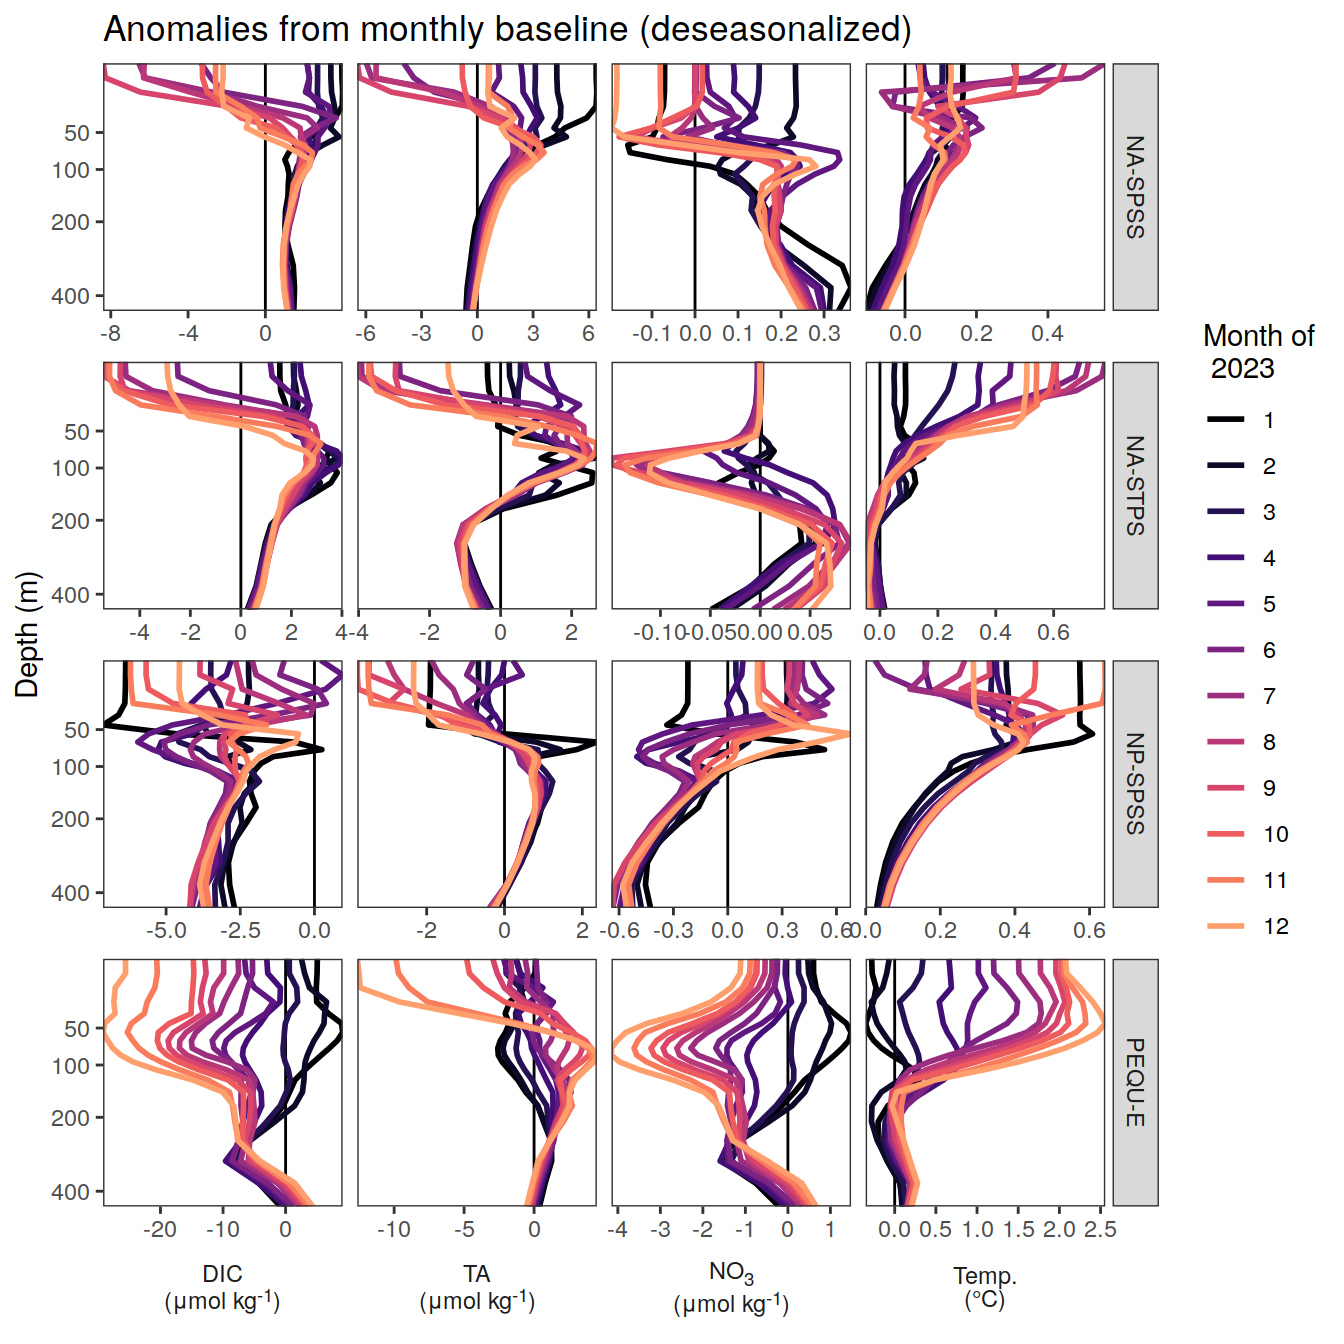 Anomalies from monthly baseline (deseasonalized)
50
100
200
400
-8 -4 0
-6 -3 0 3 6
-0.1 0.0 0.1 0.2 0.3
0.0 0.2 0.4
NA-SPSS
50
100
200
400
-4 -2 0 2 4
-4 -2 0 2
-0.10 -0.05 0.00 0.05
0.0 0.2 0.4 0.6
NA-STPS
50
100
200
400
-5.0 -2.5 0.0
-2 0 2
-0.6 -0.3 0.0 0.3 0.6
0.0 0.2 0.4 0.6
NP-SPSS
50
100
200
400
-20 -10 0
-10 -5 0
-4 -3 -2 -1 0 1
0.0 0.5 1.0 1.5 2.0 2.5
PEQU-E
Depth (m)
DIC
(µmol kg⁻¹)
TA
(µmol kg⁻¹)
NO₃
(µmol kg⁻¹)
Temp.
(°C)
Month of
2023
1
2
3
4
5
6
7
8
9
10
11
12